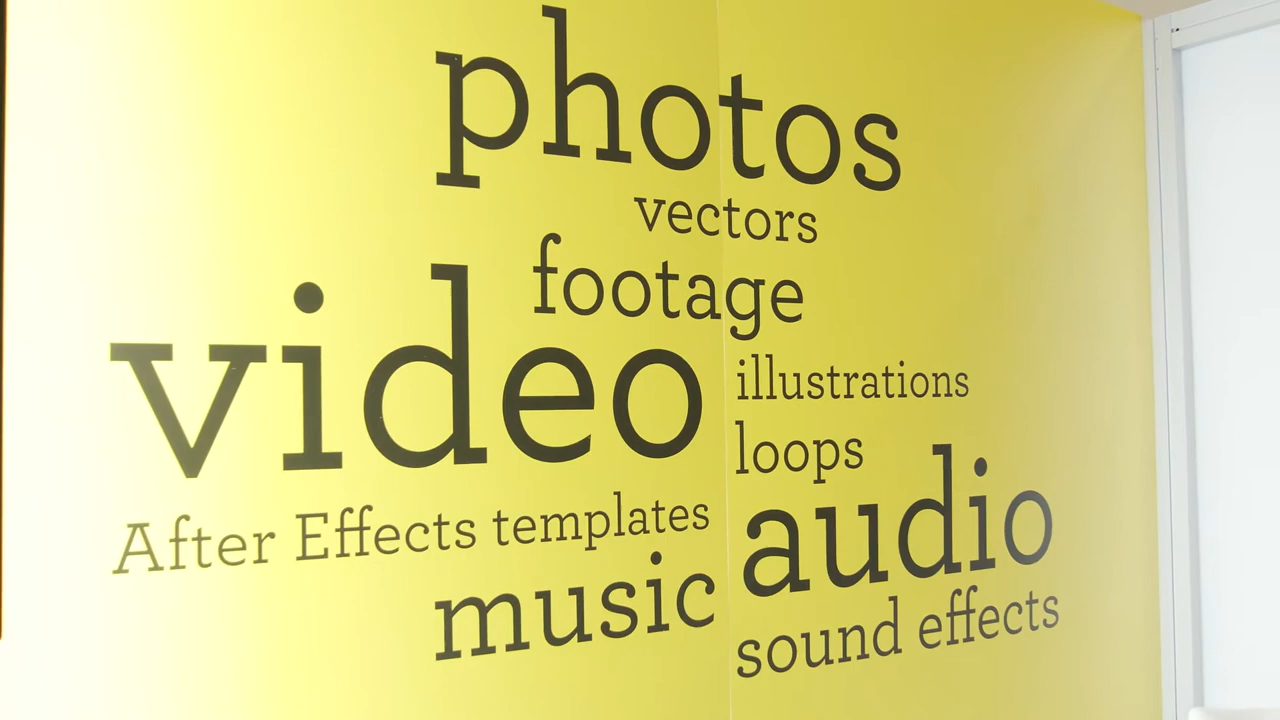 photos
vectors
footage
video
illustrations
loops
After Effects templates
audio
music
sound effects